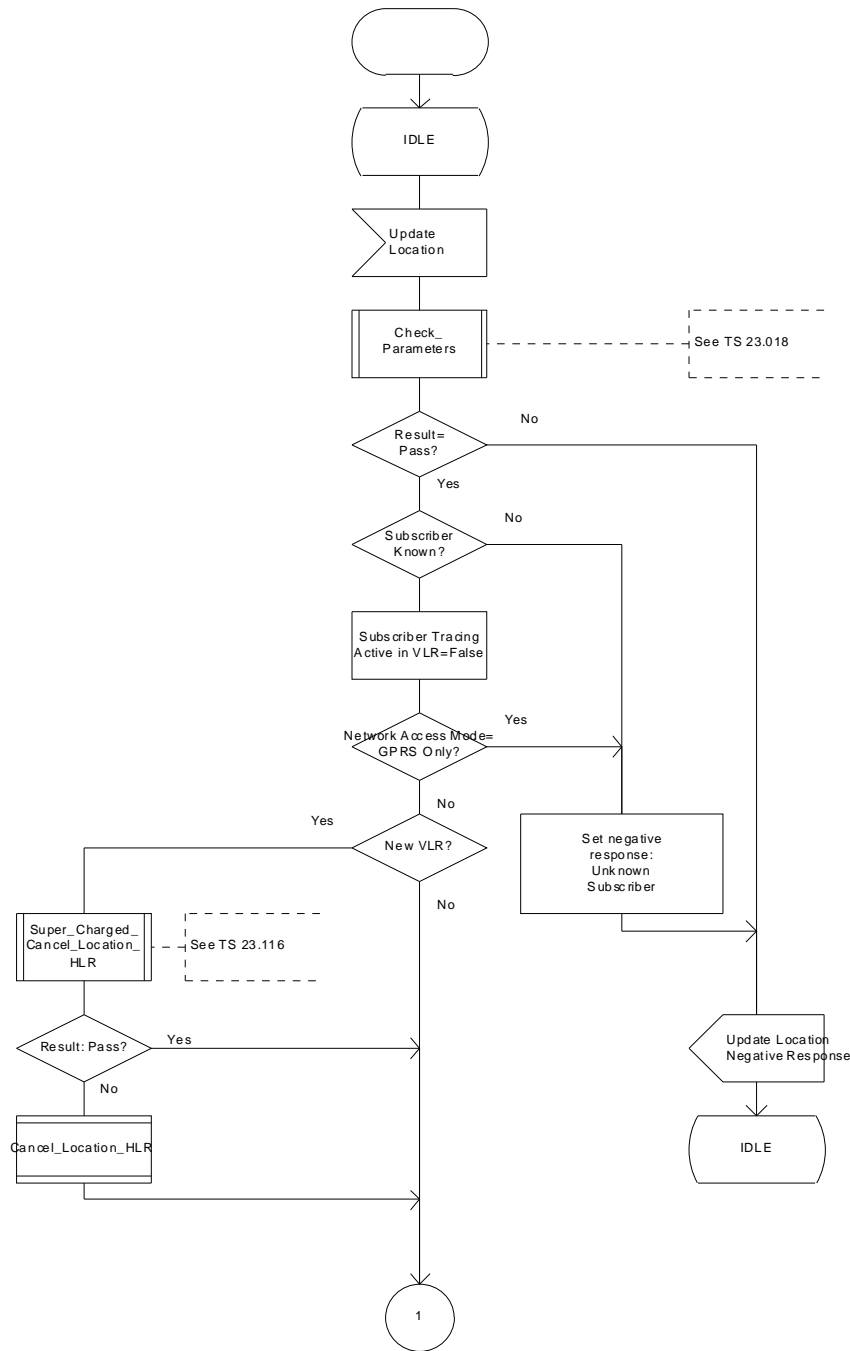 IDLE
Update
Location
Check_
Parameters
See TS 23.018
Result=
Pass?
No
Yes
Subscriber
Known?
No
Subscriber Tracing
Active in VLR=False
Network Access Mode=
GPRS Only?
Yes
No
Yes
New VLR?
Set negative
response:
Unknown
Subscriber
No
Super_Charged_
Cancel_Location_
HLR
See TS 23.116
Result: Pass?
Yes
Update Location
Negative Response
No
Cancel_Location_HLR
IDLE
1